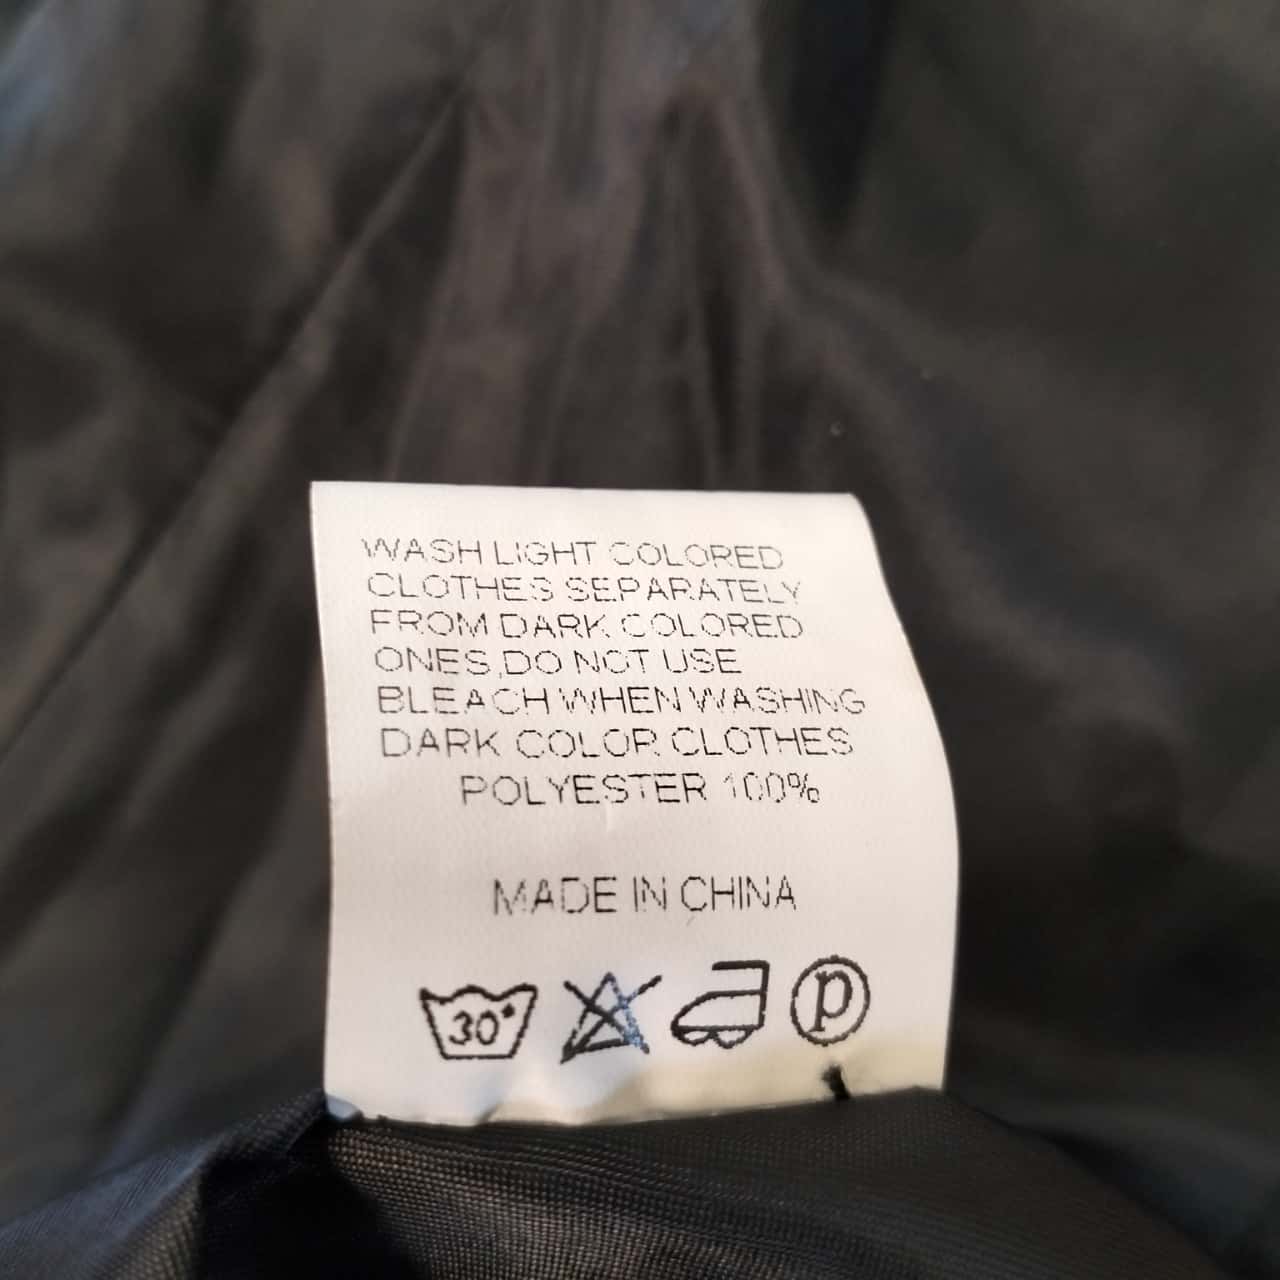 WASH LIGHT COLORED
CLOTHES SEPARATELY
FROM DARK COLORED
ONES,DO NOT USE
BLEACH WHEN WASHING
DARK COLOR CLOTHES
POLYESTER 100%
MADE IN CHINA
30° P